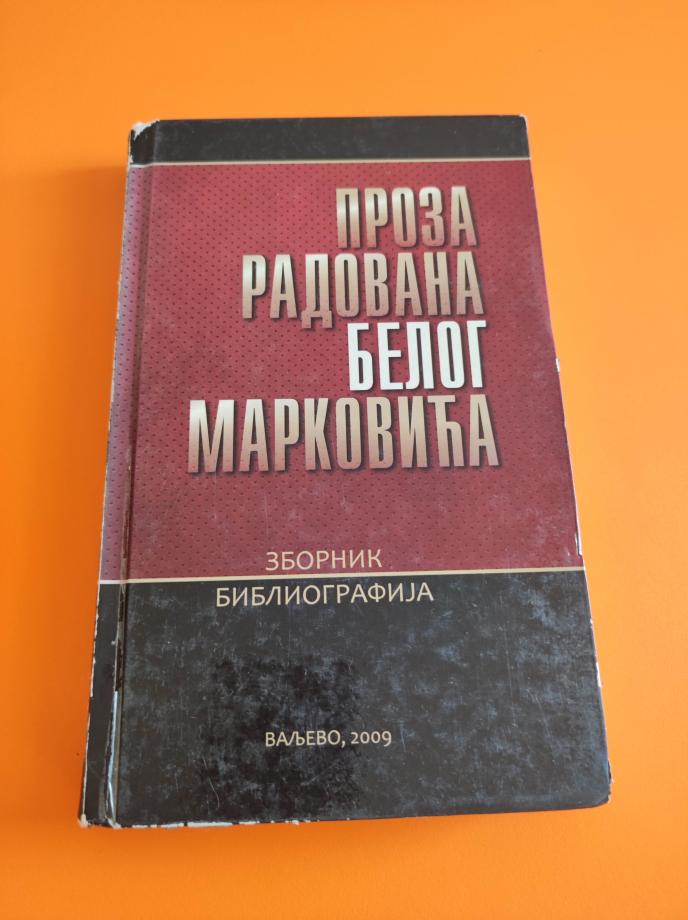 ПРОЗА
РАДОВАНА
БЕЛОГ
МАРКОВИЋА
ЗБОРНИК
БИБЛИОГРАФИЈА
ВАЉЕВО, 2009